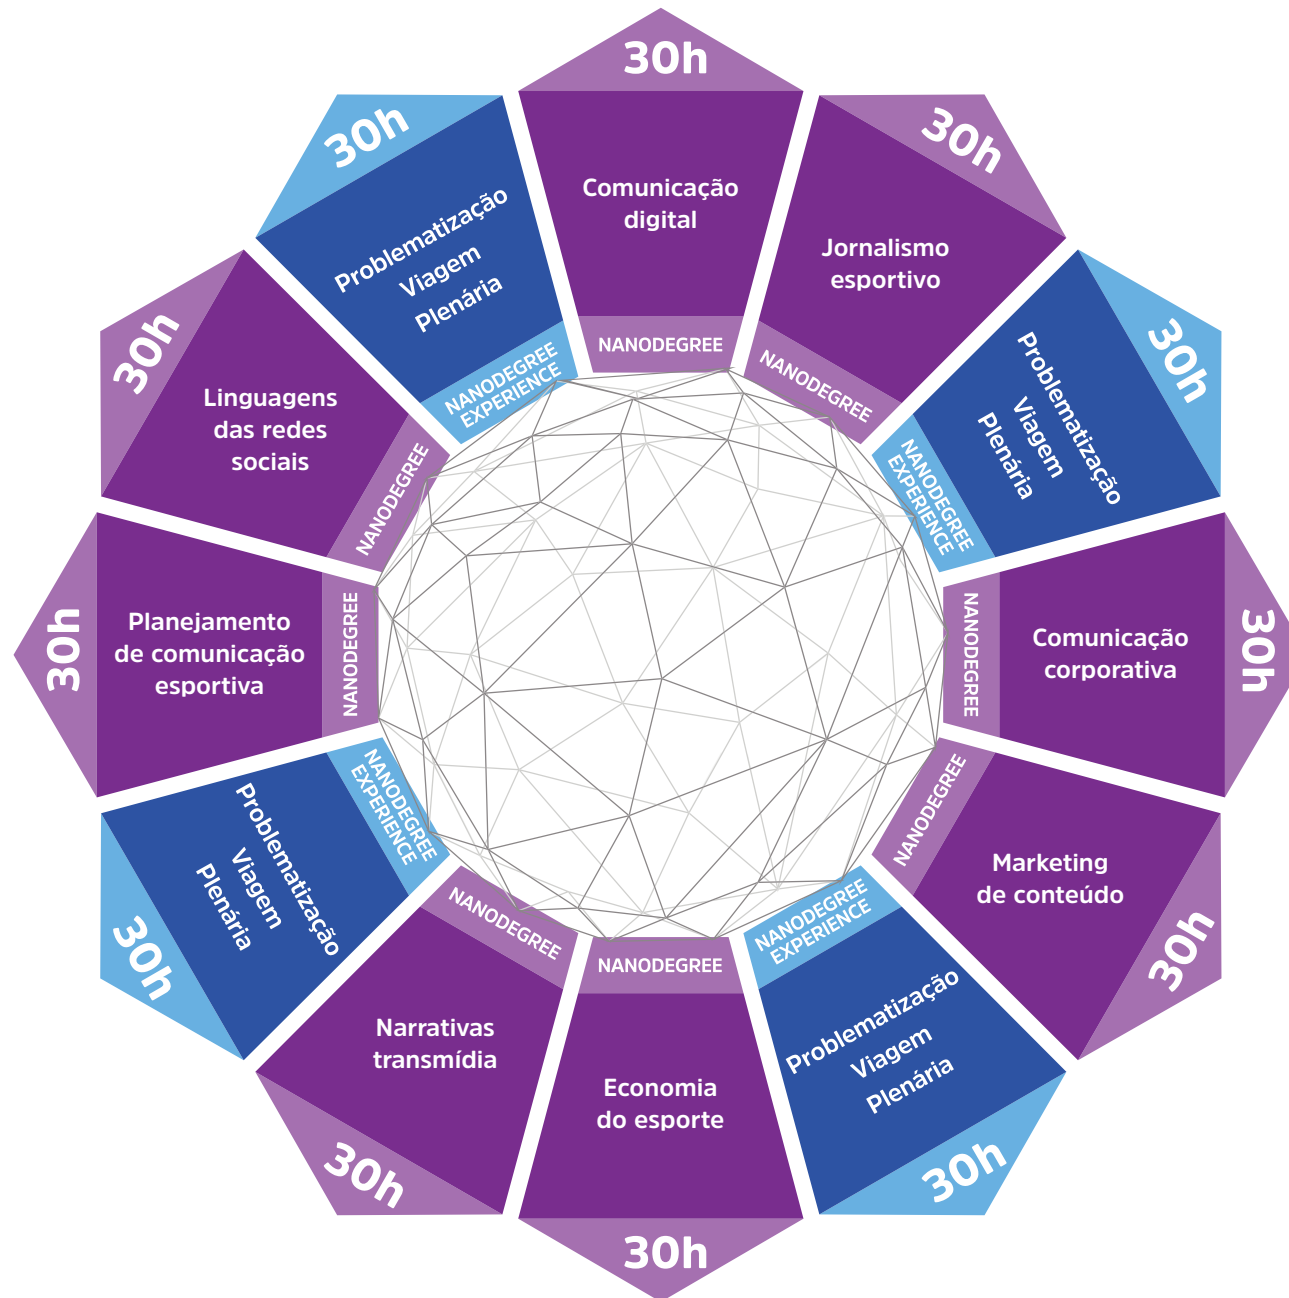 30h
Comunicação
digital
NANODEGREE
30h
Jornalismo
esportivo
NANODEGREE
30h
Problematização
Viagem
Plenária
NANODEGREE
EXPERIENCE
30h
Comunicação
corporativa
NANODEGREE
30h
Marketing
de conteúdo
NANODEGREE
30h
Problematização
Viagem
Plenária
NANODEGREE
EXPERIENCE
30h
Economia
do esporte
NANODEGREE
30h
Narrativas
transmídia
NANODEGREE
30h
Problematização
Viagem
Plenária
NANODEGREE
EXPERIENCE
30h
Planejamento
de comunicação
esportiva
NANODEGREE
30h
Linguagens
das redes
sociais
NANODEGREE
30h
Problematização
Viagem
Plenária
NANODEGREE
EXPERIENCE